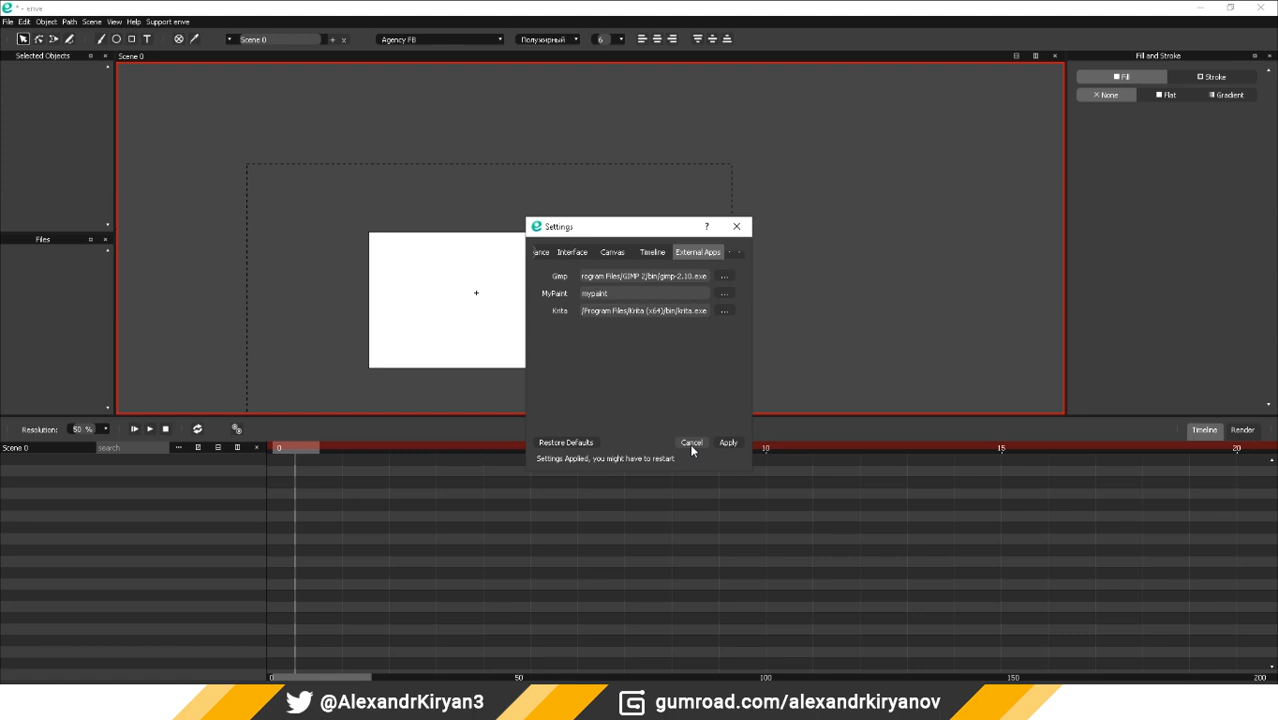 * - enve
File Edit Object Path Scene View Help Support enve
Scene 0 + x Agency FB Полужирный 6
Selected Objects
Scene 0
Fill and Stroke
Fill Stroke
None Flat Gradient
Files
Settings ?
ance Interface Canvas Timeline External Apps
Gimp rogram Files/GIMP 2/bin/gimp-2.10.exe ...
MyPaint mypaint ...
Krita /Program Files/Krita (x64)/bin/krita.exe ...
Restore Defaults Cancel Apply
Settings Applied, you might have to restart
Resolution: 50 % Timeline Render
Scene 0 search ... 0 10 15 20
0 50 100 150 200
@AlexandrKiryan3 gumroad.com/alexandrkiryanov